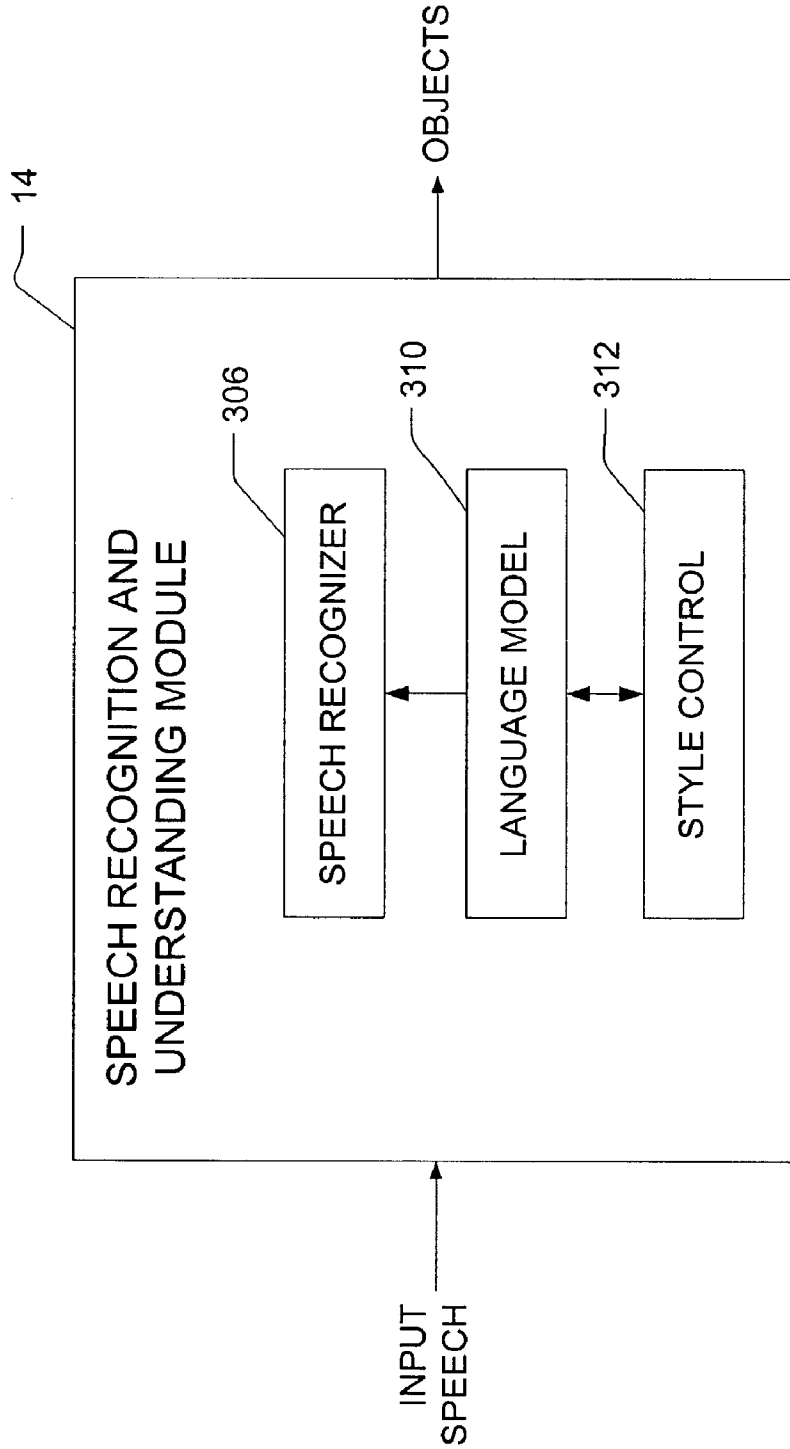 14
SPEECH RECOGNITION AND
UNDERSTANDING MODULE
306
SPEECH RECOGNIZER
310
LANGUAGE MODEL
312
STYLE CONTROL
INPUT
SPEECH
OBJECTS